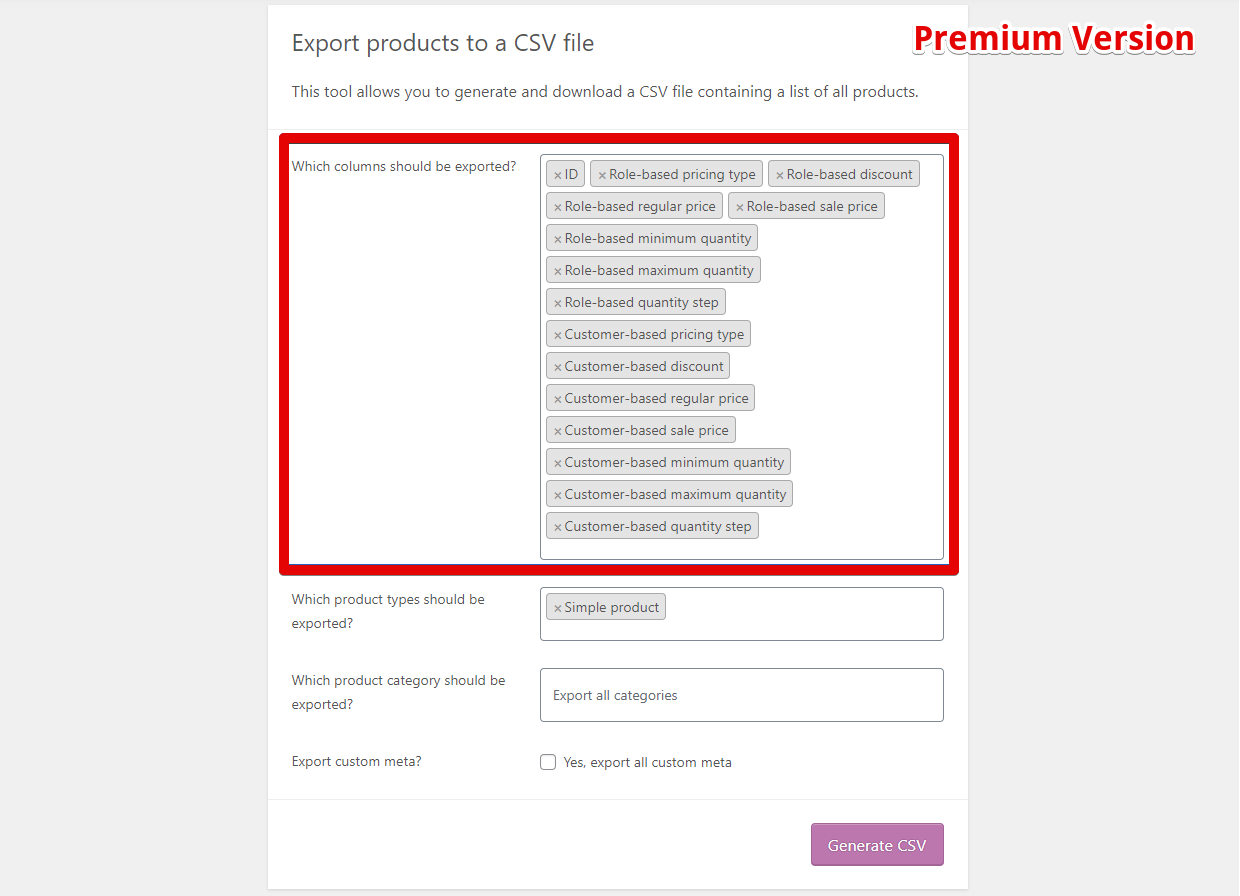 Premium Version
Export products to a CSV file
This tool allows you to generate and download a CSV file containing a list of all products.
Which columns should be exported?
×ID ×Role-based pricing type ×Role-based discount
×Role-based regular price ×Role-based sale price
×Role-based minimum quantity
×Role-based maximum quantity
×Role-based quantity step
×Customer-based pricing type
×Customer-based discount
×Customer-based regular price
×Customer-based sale price
×Customer-based minimum quantity
×Customer-based maximum quantity
×Customer-based quantity step
Which product types should be
exported?
×Simple product
Which product category should be
exported?
Export all categories
Export custom meta?
Yes, export all custom meta
Generate CSV